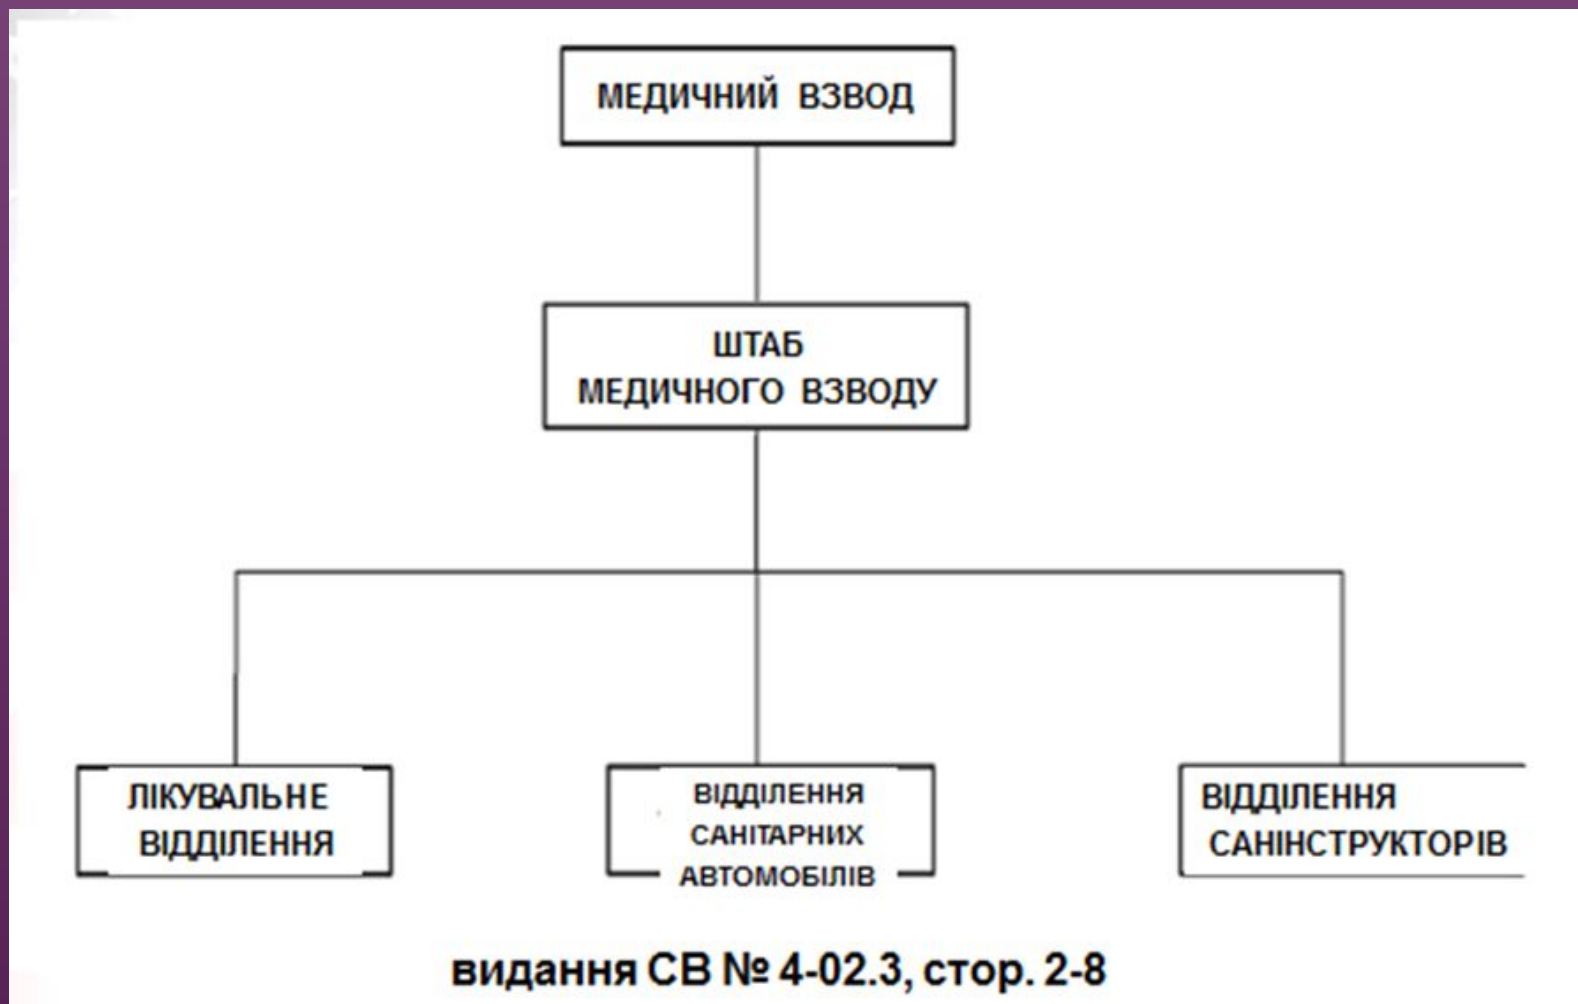 МЕДИЧНИЙ ВЗВОД
ШТАБ
МЕДИЧНОГО ВЗВОДУ
ЛІКУВАЛЬНЕ
ВІДДІЛЕННЯ
ВІДДІЛЕННЯ
САНІТАРНИХ
АВТОМОБІЛІВ
ВІДДІЛЕННЯ
САНІНСТРУКТОРІВ
видання СВ № 4-02.3, стор. 2-8